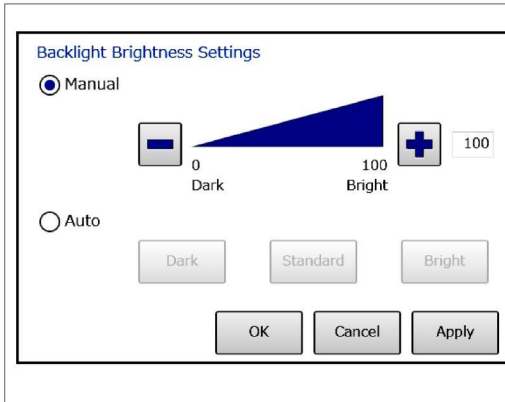 Backlight Brightness Settings
Manual
100
0 100
Dark Bright
Auto
Dark Standard Bright
OK Cancel Apply